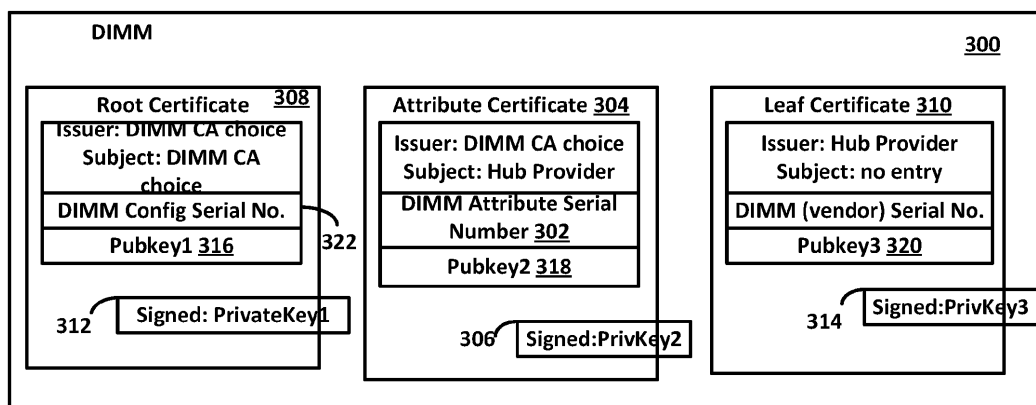 DIMM
300
Root Certificate 308
Issuer: DIMM CA choice
Subject: DIMM CA
choice
DIMM Config Serial No.
322
Pubkey1 316
312
Signed: PrivateKey1
Attribute Certificate 304
Issuer: DIMM CA choice
Subject: Hub Provider
DIMM Attribute Serial
Number 302
Pubkey2 318
306
Signed:PrivKey2
Leaf Certificate 310
Issuer: Hub Provider
Subject: no entry
DIMM (vendor) Serial No.
Pubkey3 320
314
Signed:PrivKey3